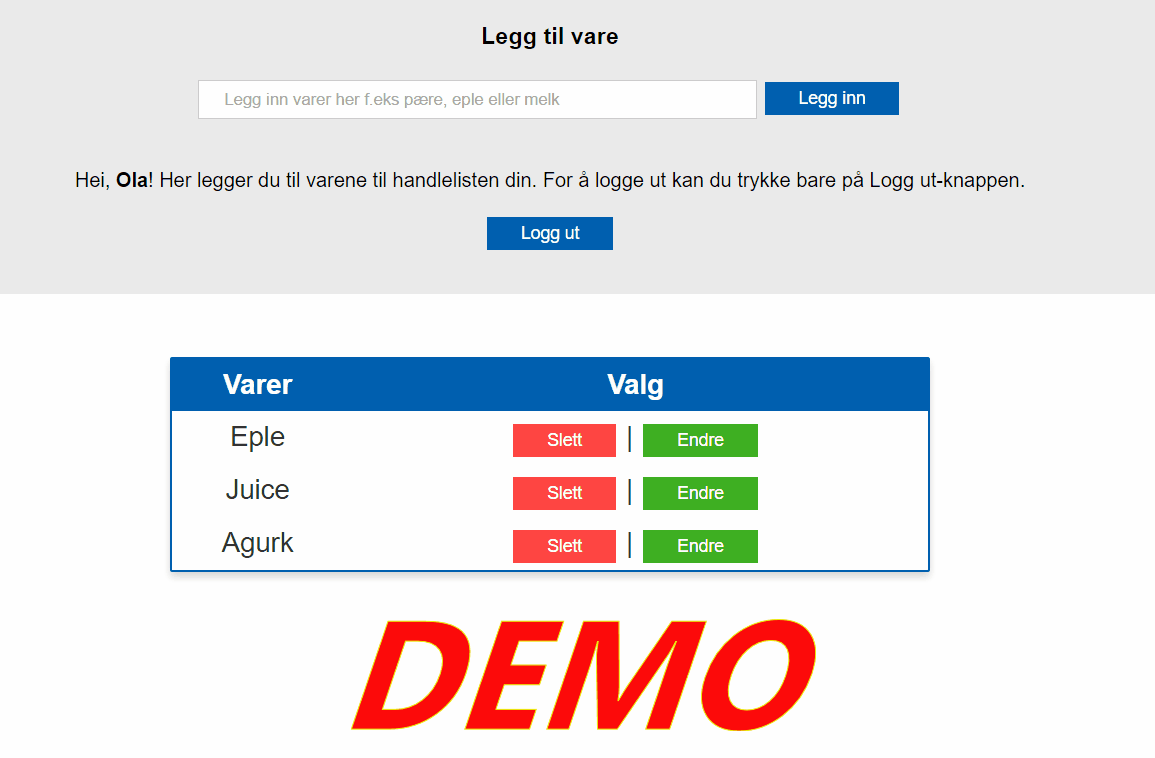 Legg til vare
Legg inn varer her f.eks pære, eple eller melk Legg inn
Hei, Ola! Her legger du til varene til handlelisten din. For å logge ut kan du trykke bare på Logg ut-knappen.
Logg ut
Varer Valg
Eple Slett | Endre
Juice Slett | Endre
Agurk Slett | Endre
DEMO